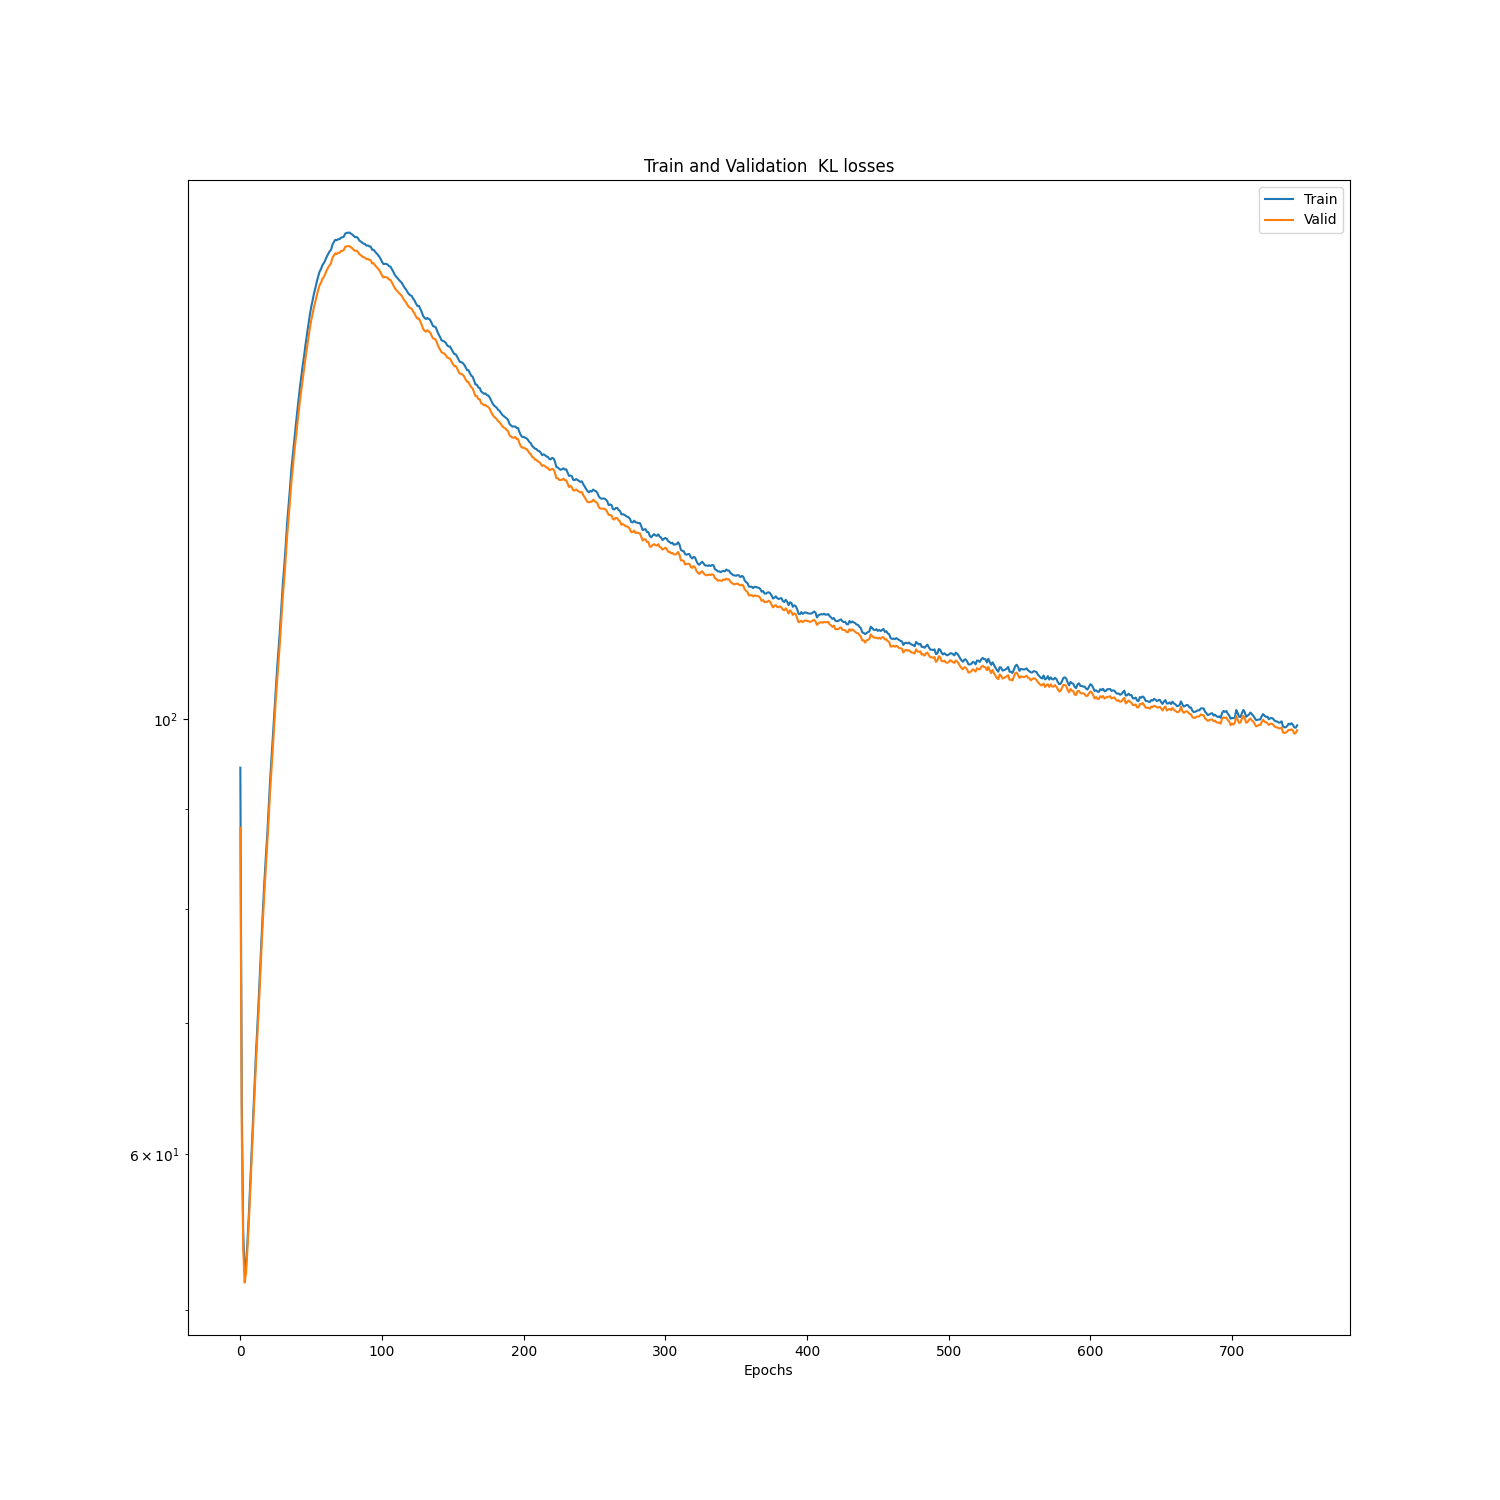 Train and Validation  KL losses
Train
Valid
10²
6 × 10¹
0 100 200 300 400 500 600 700
Epochs